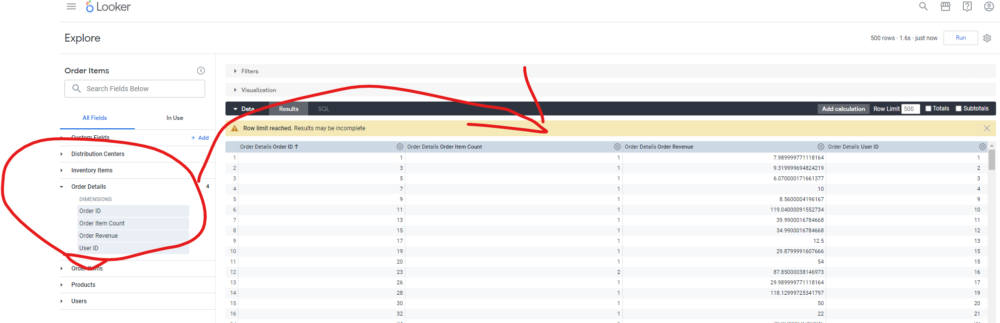 Looker
Explore
500 rows · 1.6s · just now
Run
Order Items
Search Fields Below
All Fields
In Use
Custom Fields
+ Add
Distribution Centers
Inventory Items
Order Details 4
DIMENSIONS
Order ID
Order Item Count
Order Revenue
User ID
Order Items
Products
Users
Filters
Visualization
Data Results SQL
Add calculation Row Limit 500 Totals Subtotals
Row limit reached. Results may be incomplete
Order Details Order ID ↑ Order Details Order Item Count Order Details Order Revenue Order Details User ID
1 1 1 7.989999771118164 1
2 3 1 9.319999694824219 2
3 5 1 6.070000171661377 3
4 7 1 10 4
5 9 1 8.5600004196167 9
6 11 1 119.04000091552734 10
7 13 1 39.9900016784668 11
8 15 1 34.9900016784668 12
9 17 1 12.5 13
10 19 1 29.8799991607666 15
11 20 1 54 15
12 23 2 87.85000038146973 16
13 26 1 29.989999771118164 17
14 28 1 118.12999725341797 19
15 30 1 50 20
16 32 1 22 21